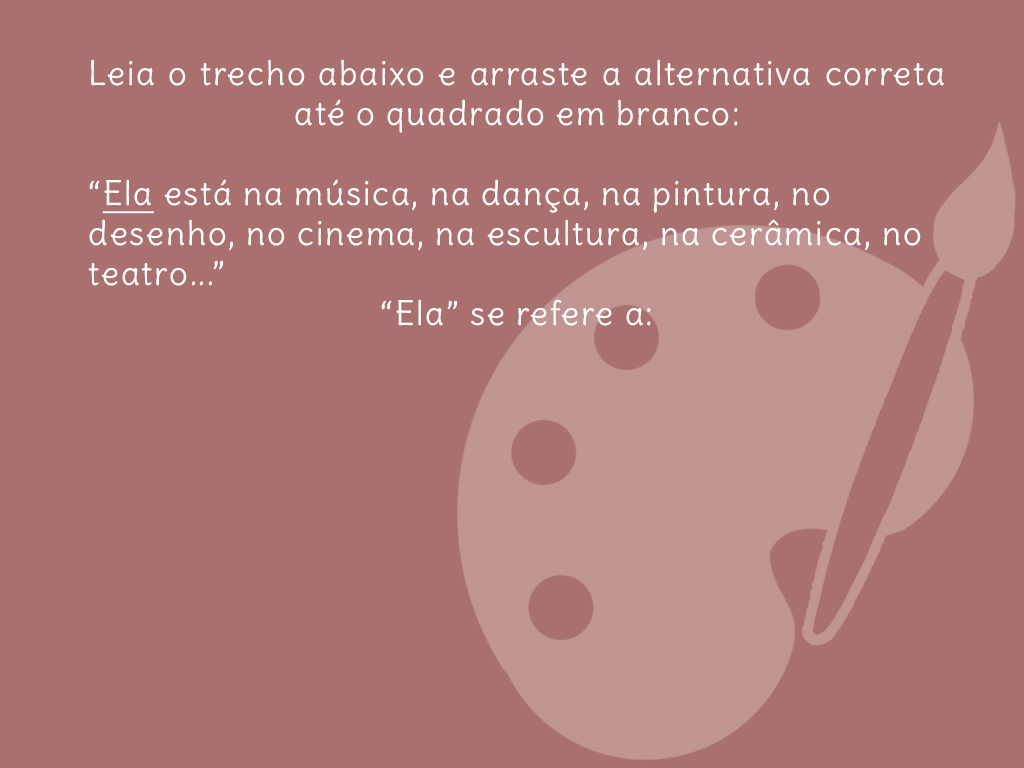 Leia o trecho abaixo e arraste a alternativa correta
até o quadrado em branco:
“Ela está na música, na dança, na pintura, no
desenho, no cinema, na escultura, na cerâmica, no
teatro...”
“Ela” se refere a: